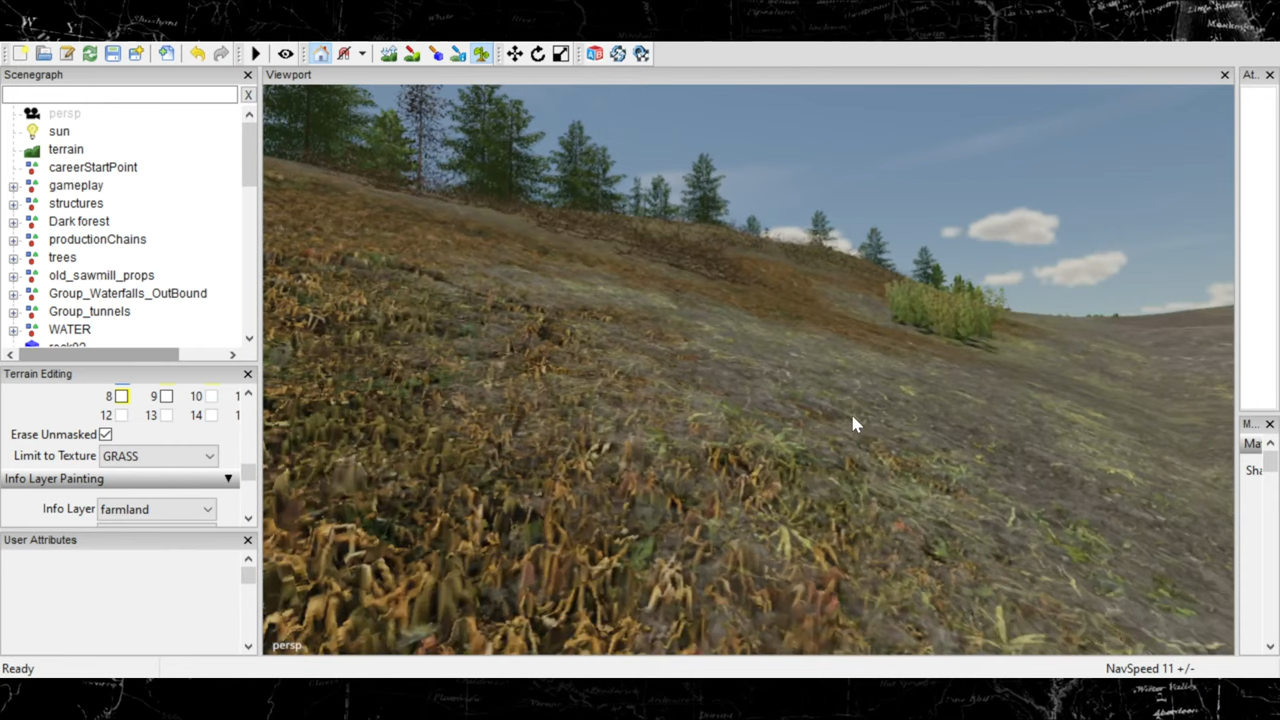 Scenegraph
Viewport
At..
X
persp
sun
terrain
careerStartPoint
gameplay
structures
Dark forest
productionChains
trees
old_sawmill_props
Group_Waterfalls_OutBound
Group_tunnels
WATER
Terrain Editing
8 9 10 1
12 13 14 1
Erase Unmasked
Limit to Texture GRASS
Info Layer Painting
Info Layer farmland
User Attributes
M...
Ma
Sha
persp
Ready
NavSpeed 11 +/-